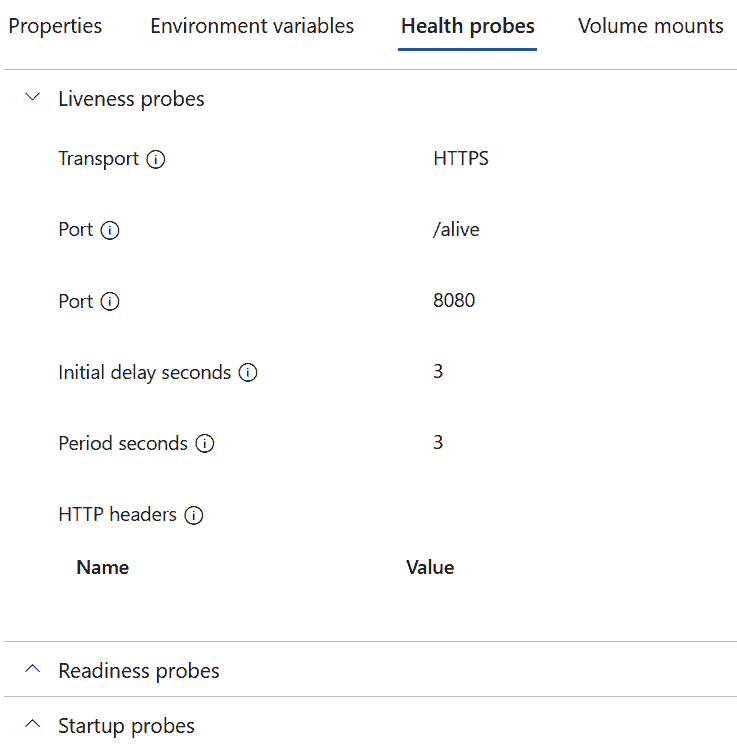 Properties Environment variables Health probes Volume mounts
Liveness probes
Transport HTTPS
Port /alive
Port 8080
Initial delay seconds 3
Period seconds 3
HTTP headers
Name Value
Readiness probes
Startup probes